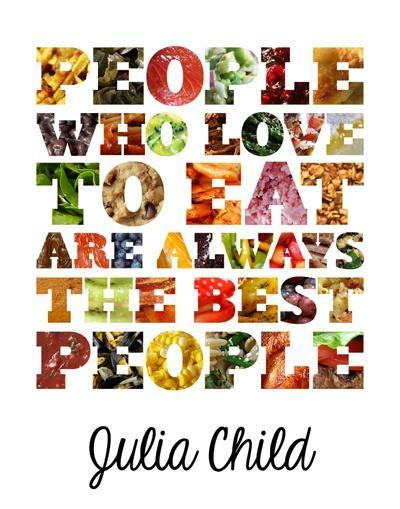 PEOPLE
WHO LOVE
TO EAT
ARE ALWAYS
THE BEST
PEOPLE
Julia Child